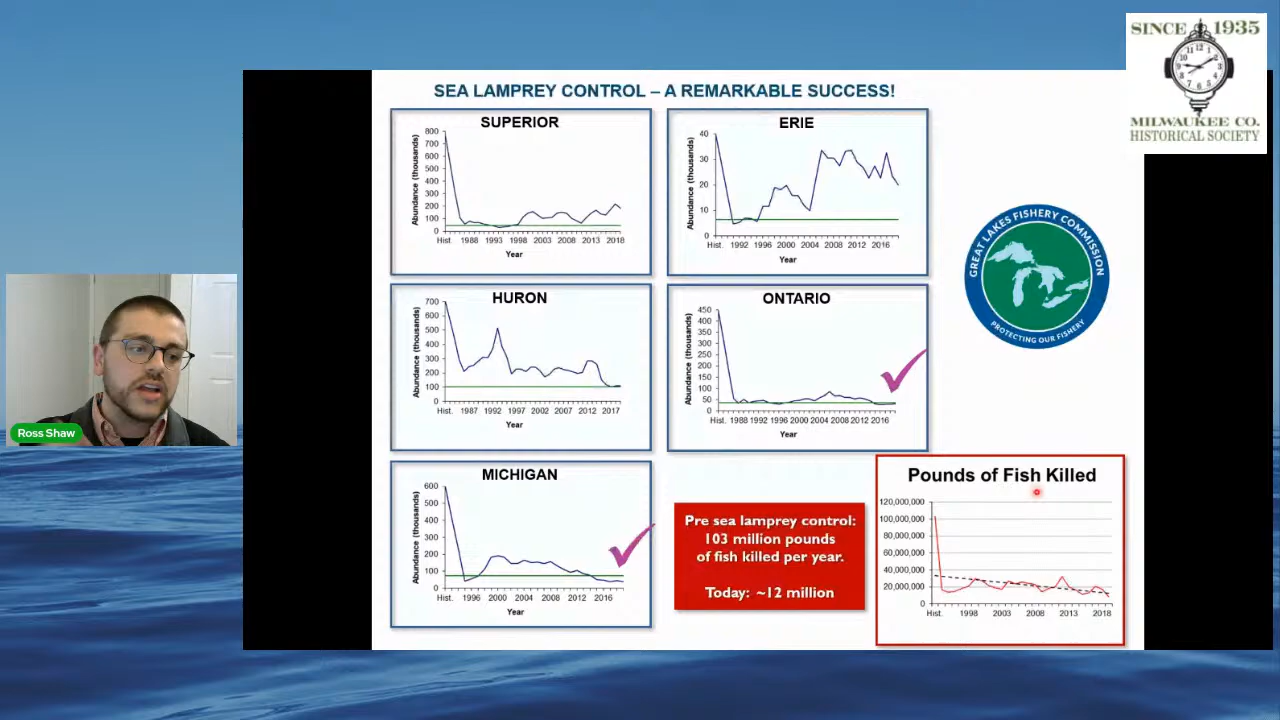 SINCE 1935
MILWAUKEE CO.
HISTORICAL SOCIETY
SEA LAMPREY CONTROL – A REMARKABLE SUCCESS!
SUPERIOR
Abundance (thousands)
800
700
600
500
400
300
200
100
0
Hist. 1988 1993 1998 2003 2008 2013 2018
Year
ERIE
Abundance (thousands)
40
30
20
10
0
Hist. 1992 1996 2000 2004 2008 2012 2016
Year
HURON
Abundance (thousands)
700
600
500
400
300
200
100
0
Hist. 1987 1992 1997 2002 2007 2012 2017
Year
ONTARIO
Abundance (thousands)
450
400
350
300
250
200
150
100
50
0
Hist. 1988 1992 1996 2000 2004 2008 2012 2016
Year
MICHIGAN
Abundance (thousands)
600
500
400
300
200
100
0
Hist. 1996 2000 2004 2008 2012 2016
Year
Pre sea lamprey control:
103 million pounds
of fish killed per year.
Today: ~12 million
Pounds of Fish Killed
120,000,000
100,000,000
80,000,000
60,000,000
40,000,000
20,000,000
0
Hist. 1998 2003 2008 2013 2018
GREAT LAKES FISHERY COMMISSION
PROTECTING OUR FISHERY
Ross Shaw